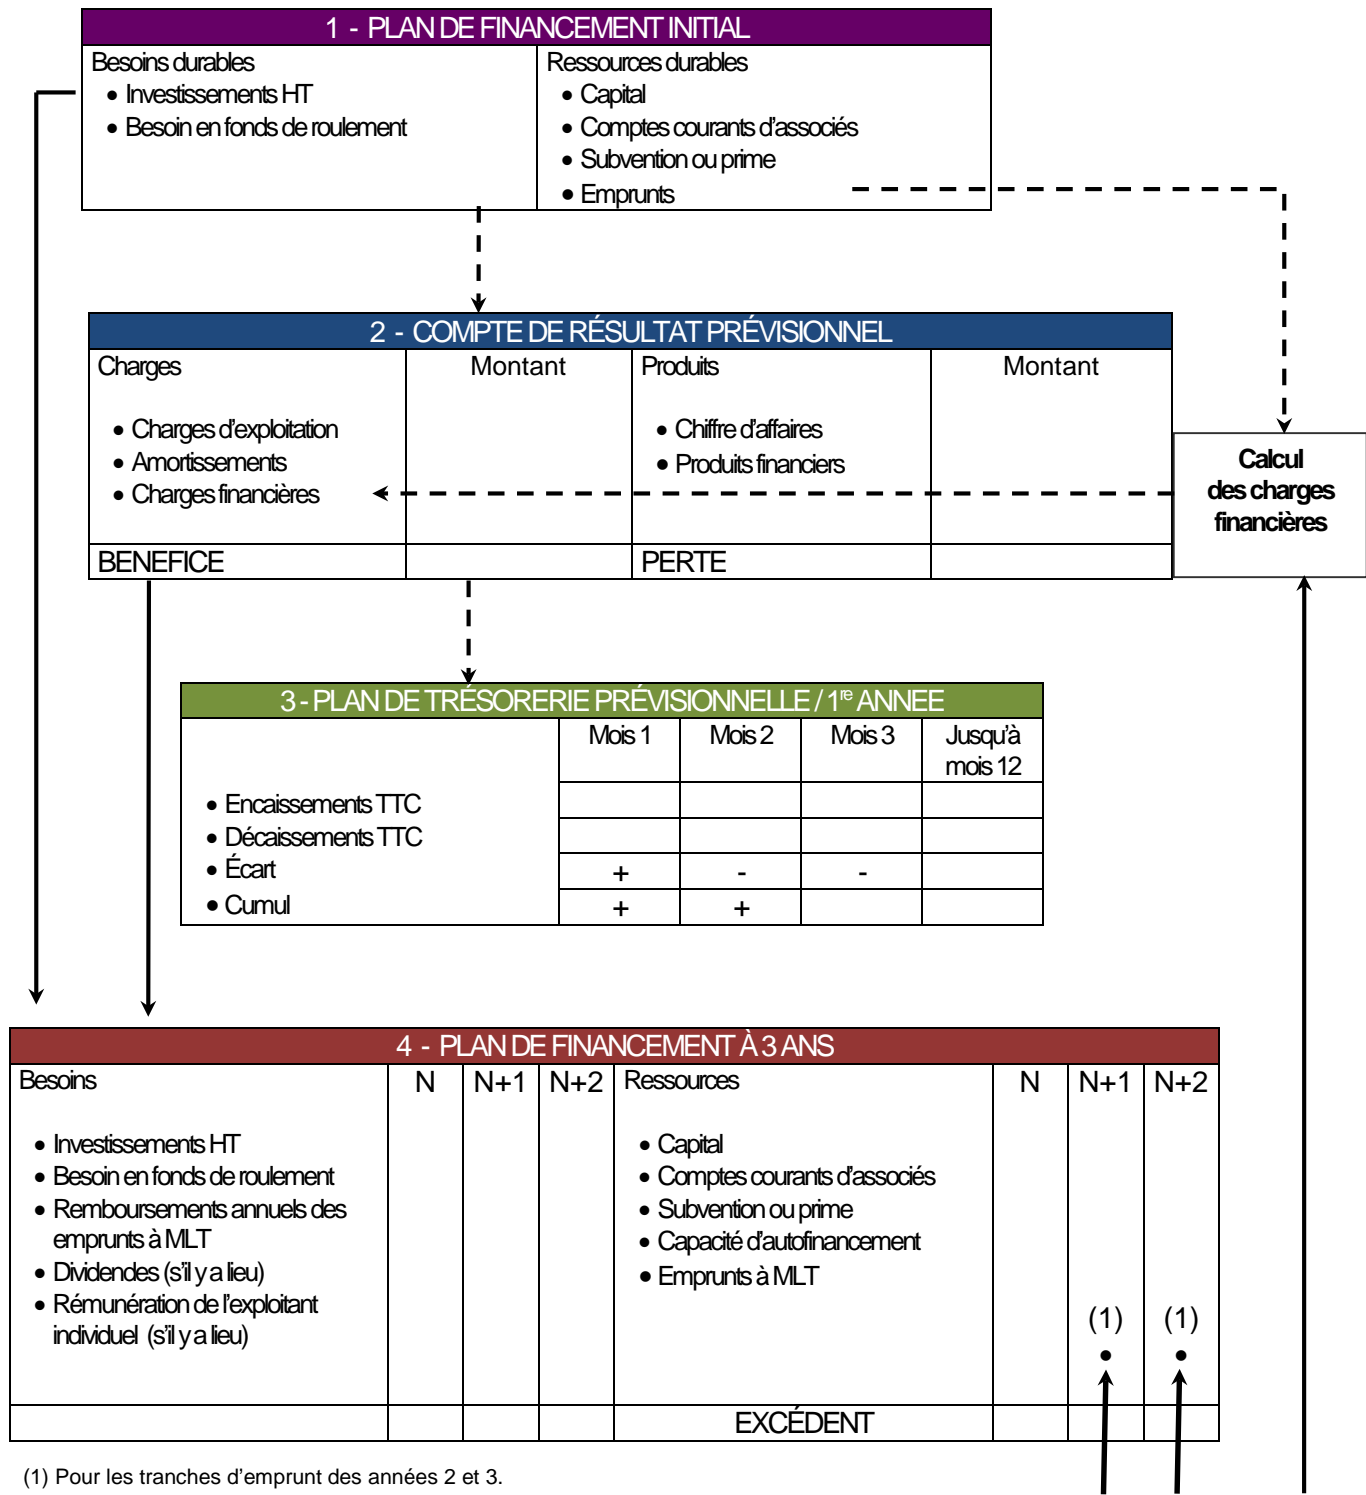 1 - PLAN DE FINANCEMENT INITIAL
Besoins durables
• Investissements HT
• Besoin en fonds de roulement
Ressources durables
• Capital
• Comptes courants d'associés
• Subvention ou prime
• Emprunts
2 - COMPTE DE RÉSULTAT PRÉVISIONNEL
Charges
Montant
Produits
Montant
• Charges d'exploitation
• Amortissements
• Charges financières
• Chiffre d'affaires
• Produits financiers
BENEFICE
PERTE
Calcul
des charges
financières
3 - PLAN DE TRÉSORERIE PRÉVISIONNELLE / 1re ANNEE
Mois 1
Mois 2
Mois 3
Jusqu'à
mois 12
• Encaissements TTC
• Décaissements TTC
• Écart
+ - -
• Cumul
+ +
4 - PLAN DE FINANCEMENT À 3 ANS
Besoins
N N+1 N+2
Ressources
N N+1 N+2
• Investissements HT
• Besoin en fonds de roulement
• Remboursements annuels des
emprunts à MLT
• Dividendes (s'il y a lieu)
• Rémunération de l'exploitant
individuel (s'il y a lieu)
• Capital
• Comptes courants d'associés
• Subvention ou prime
• Capacité d'autofinancement
• Emprunts à MLT
(1) (1)
• •
EXCÉDENT
(1) Pour les tranches d'emprunt des années 2 et 3.